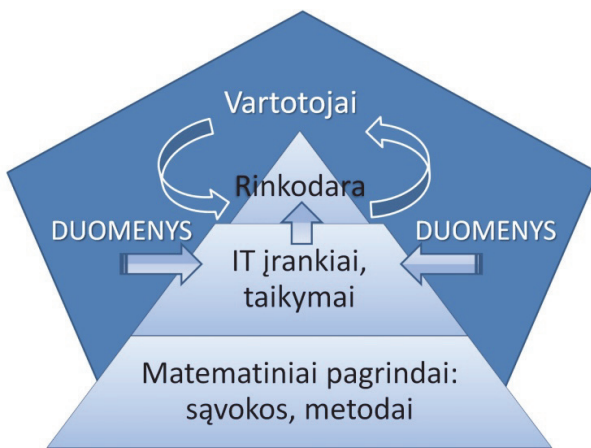 Vartotojai
Rinkodara
DUOMENYS
DUOMENYS
IT įrankiai,
taikymai
Matematiniai pagrindai:
sąvokos, metodai